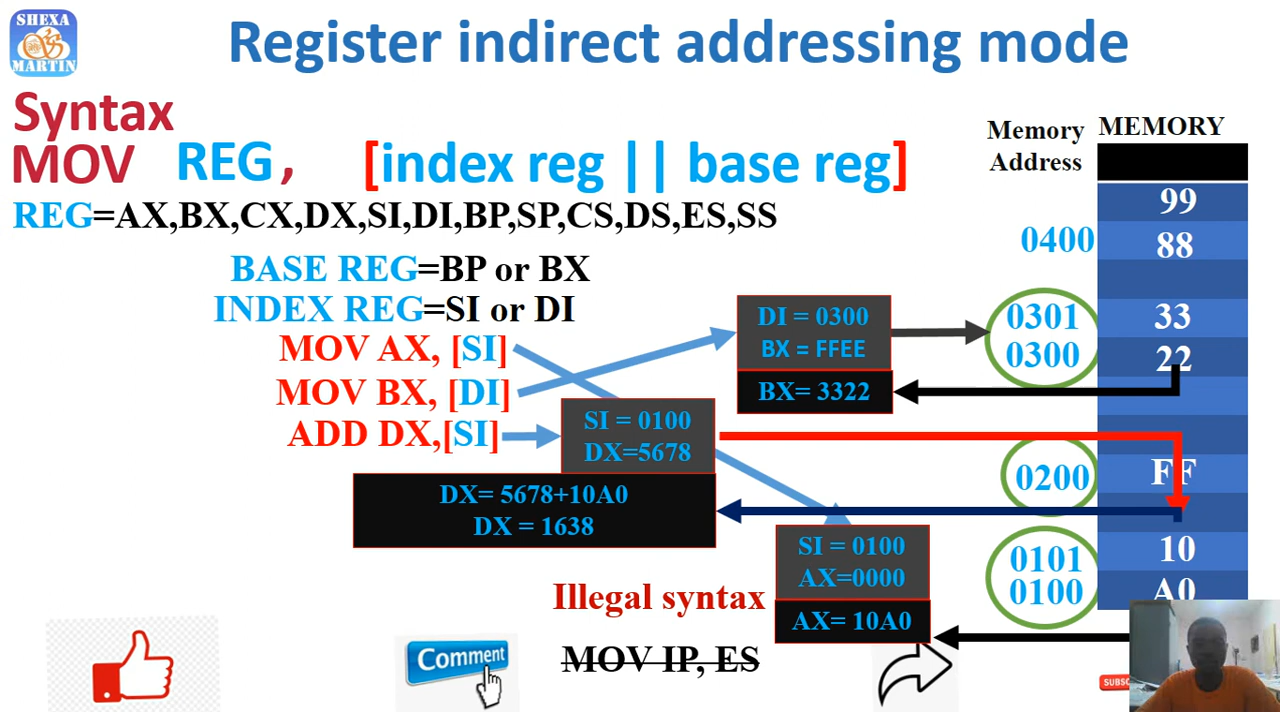 SHEXA
MARTIN
Register indirect addressing mode
Syntax
MOV REG, [index reg || base reg]
REG=AX,BX,CX,DX,SI,DI,BP,SP,CS,DS,ES,SS
BASE REG=BP or BX
INDEX REG=SI or DI
MOV AX, [SI]
MOV BX, [DI]
ADD DX,[SI]
DI = 0300
BX = FFEE
BX= 3322
SI = 0100
DX=5678
DX= 5678+10A0
DX = 1638
SI = 0100
AX=0000
AX= 10A0
Illegal syntax
MOV IP, ES
Memory
Address
MEMORY
99
0400 88
0301 33
0300 22
0200 FF
0101 10
0100 A0
Comment